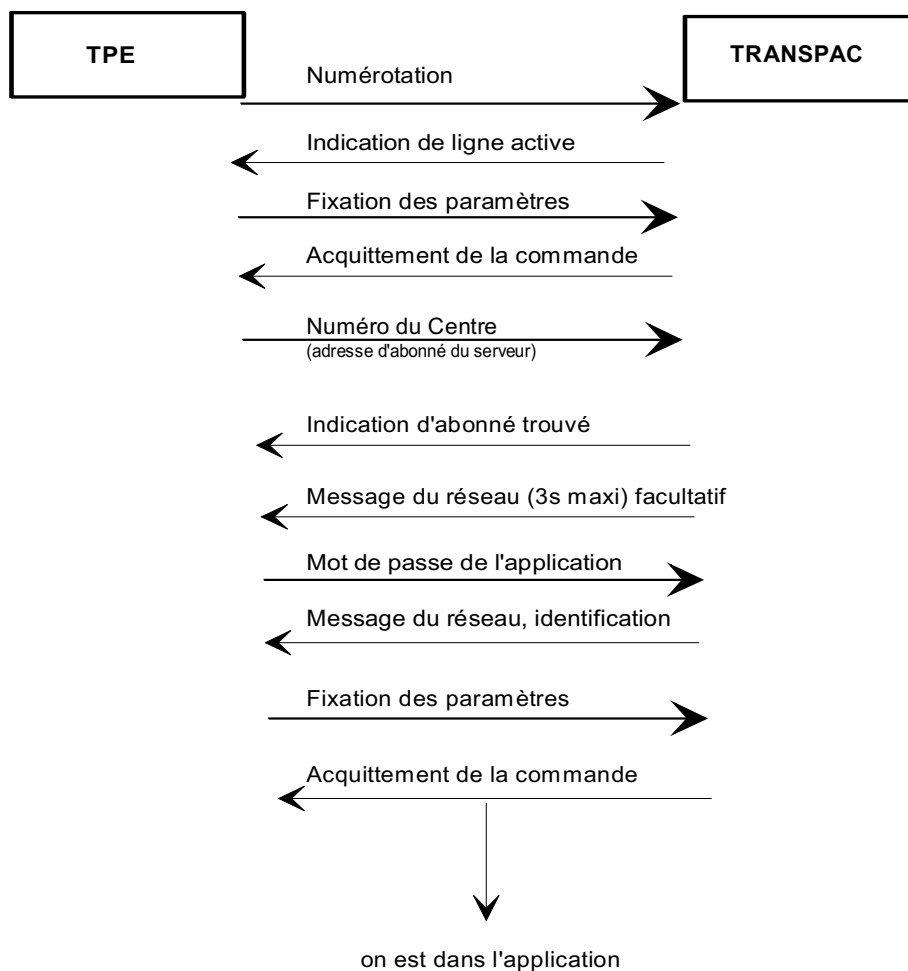 TPE
TRANSPAC
Numérotation
Indication de ligne active
Fixation des paramètres
Acquittement de la commande
Numéro du Centre
(adresse d'abonné du serveur)
Indication d'abonné trouvé
Message du réseau (3s maxi) facultatif
Mot de passe de l'application
Message du réseau, identification
Fixation des paramètres
Acquittement de la commande
on est dans l'application